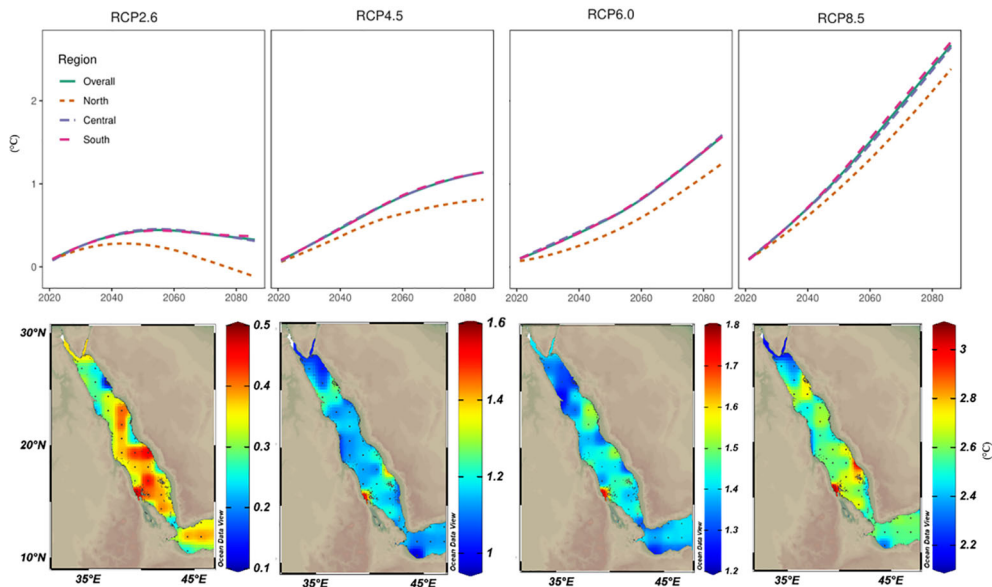 RCP2.6 RCP4.5 RCP6.0 RCP8.5
Region
Overall
North
Central
South
(°C)
2
1
0
2020 2040 2060 2080 2020 2040 2060 2080 2020 2040 2060 2080 2020 2040 2060 2080
30°N
20°N
10°N
35°E 45°E 35°E 45°E 35°E 45°E 35°E 45°E
0.5
0.4
0.3
0.2
0.1
Ocean Data View
1.6
1.4
1.2
1
Ocean Data View
1.8
1.7
1.6
1.5
1.4
1.3
1.2
Ocean Data View
3
2.8
2.6
2.4
2.2
Ocean Data View
(°C)